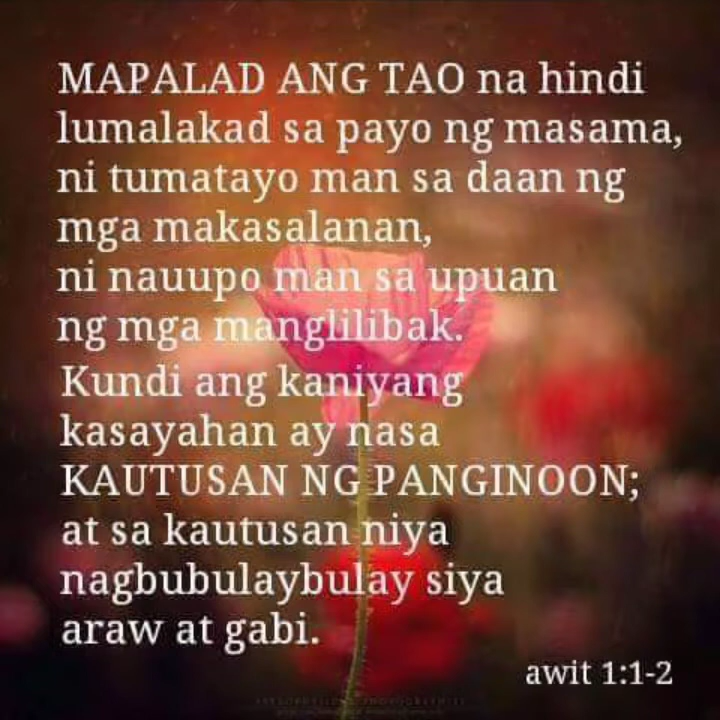 MAPALAD ANG TAO na hindi
lumalakad sa payo ng masama,
ni tumatayo man sa daan ng
mga makasalanan,
ni nauupo man sa upuan
ng mga manglilibak.
Kundi ang kaniyang
kasayahan ay nasa
KAUTUSAN NG PANGINOON;
at sa kautusan niya
nagbubulaybulay siya
araw at gabi.
awit 1:1-2